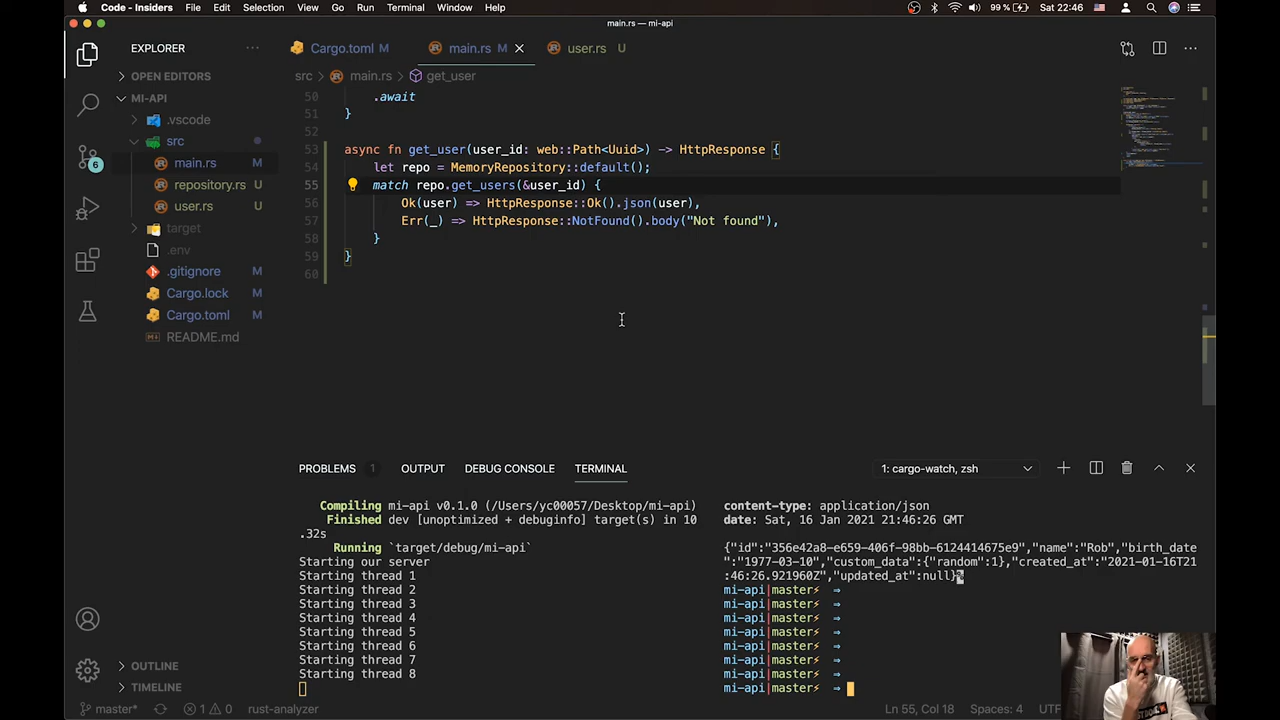 Code - Insiders File Edit Selection View Go Run Terminal Window Help 99 % Sat 22:46
main.rs — mi-api
EXPLORER ···
Cargo.toml M
main.rs M ×
user.rs U
OPEN EDITORS
src › main.rs › get_user
MI-API
.vscode
src
main.rs M
repository.rs U
user.rs U
target
.env
.gitignore M
Cargo.lock M
Cargo.toml M
README.md
50 .await
51 }
52
53 async fn get_user(user_id: web::Path<Uuid>) -> HttpResponse {
54 let repo = MemoryRepository::default();
55 match repo.get_users(&user_id) {
56 Ok(user) => HttpResponse::Ok().json(user),
57 Err(_) => HttpResponse::NotFound().body("Not found"),
58 }
59 }
60
6
PROBLEMS 1 OUTPUT DEBUG CONSOLE TERMINAL 1: cargo-watch, zsh
Compiling mi-api v0.1.0 (/Users/yc00057/Desktop/mi-api)
Finished dev [unoptimized + debuginfo] target(s) in 10
.32s
Running `target/debug/mi-api`
Starting our server
Starting thread 1
Starting thread 2
Starting thread 3
Starting thread 4
Starting thread 5
Starting thread 6
Starting thread 7
Starting thread 8
content-type: application/json
date: Sat, 16 Jan 2021 21:46:26 GMT
{"id":"356e42a8-e659-406f-98bb-6124414675e9","name":"Rob","birth_date
":"1977-03-10","custom_data":{"random":1},"created_at":"2021-01-16T21
:46:26.921960Z","updated_at":null}%
mi-api|master⚡ ⇒
mi-api|master⚡ ⇒
mi-api|master⚡ ⇒
mi-api|master⚡ ⇒
mi-api|master⚡ ⇒
mi-api|master⚡ ⇒
mi-api|master⚡ ⇒
mi-api|master⚡ ⇒
OUTLINE
TIMELINE
master* 1 0 rust-analyzer Ln 55, Col 18 Spaces: 4